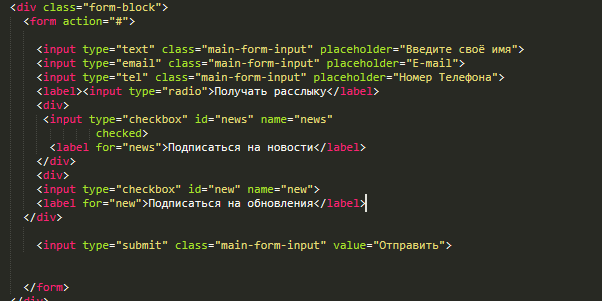 <div class="form-block">
<form action="#">
<input type="text" class="main-form-input" placeholder="Введите своё имя">
<input type="email" class="main-form-input" placeholder="E-mail">
<input type="tel" class="main-form-input" placeholder="Номер Телефона">
<label><input type="radio">Получать расслыку</label>
<div>
<input type="checkbox" id="news" name="news"
checked>
<label for="news">Подписаться на новости</label>
</div>
<div>
<input type="checkbox" id="new" name="new">
<label for="new">Подписаться на обновления</label>
</div>
<input type="submit" class="main-form-input" value="Отправить">
</form>
</div>